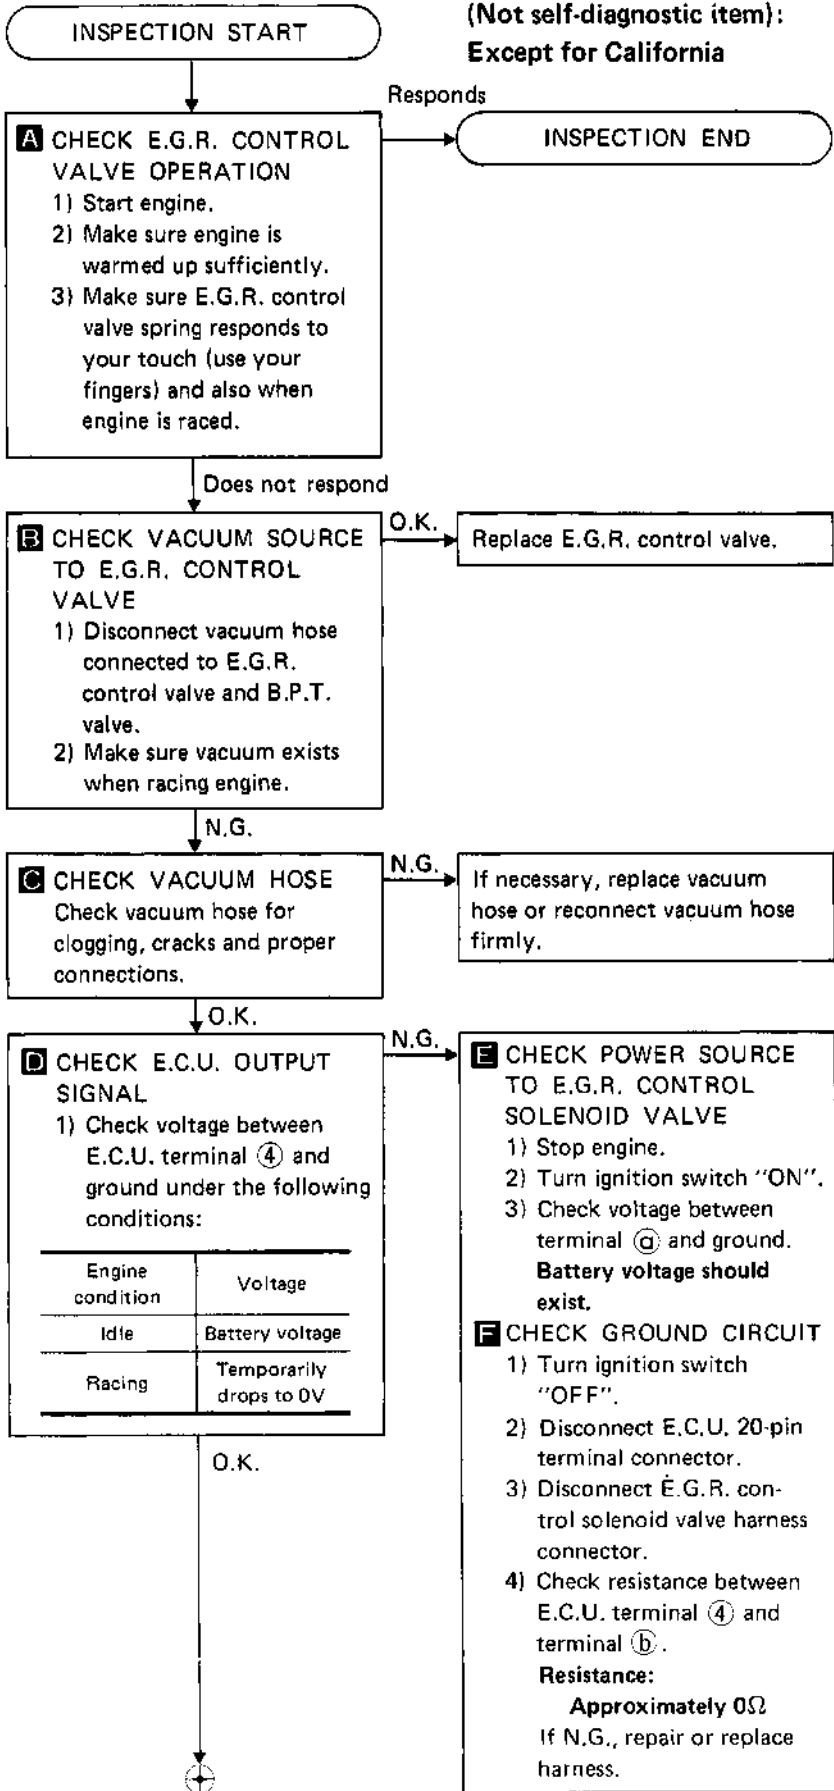 (Not self-diagnostic item):
Except for California
INSPECTION START
Responds
INSPECTION END
A CHECK E.G.R. CONTROL
VALVE OPERATION
1) Start engine.
2) Make sure engine is
warmed up sufficiently.
3) Make sure E.G.R. control
valve spring responds to
your touch (use your
fingers) and also when
engine is raced.
Does not respond
B CHECK VACUUM SOURCE
TO E.G.R. CONTROL
VALVE
1) Disconnect vacuum hose
connected to E.G.R.
control valve and B.P.T.
valve.
2) Make sure vacuum exists
when racing engine.
O.K.
Replace E.G.R. control valve.
N.G.
C CHECK VACUUM HOSE
Check vacuum hose for
clogging, cracks and proper
connections.
N.G.
If necessary, replace vacuum
hose or reconnect vacuum hose
firmly.
O.K.
D CHECK E.C.U. OUTPUT
SIGNAL
1) Check voltage between
E.C.U. terminal ④ and
ground under the following
conditions:
Engine condition Voltage
Idle Battery voltage
Racing Temporarily drops to 0V
O.K.
N.G.
E CHECK POWER SOURCE
TO E.G.R. CONTROL
SOLENOID VALVE
1) Stop engine.
2) Turn ignition switch "ON".
3) Check voltage between
terminal ⓐ and ground.
Battery voltage should
exist.
F CHECK GROUND CIRCUIT
1) Turn ignition switch
"OFF".
2) Disconnect E.C.U. 20-pin
terminal connector.
3) Disconnect E.G.R. con-
trol solenoid valve harness
connector.
4) Check resistance between
E.C.U. terminal ④ and
terminal ⓑ.
Resistance:
Approximately 0Ω
If N.G., repair or replace
harness.